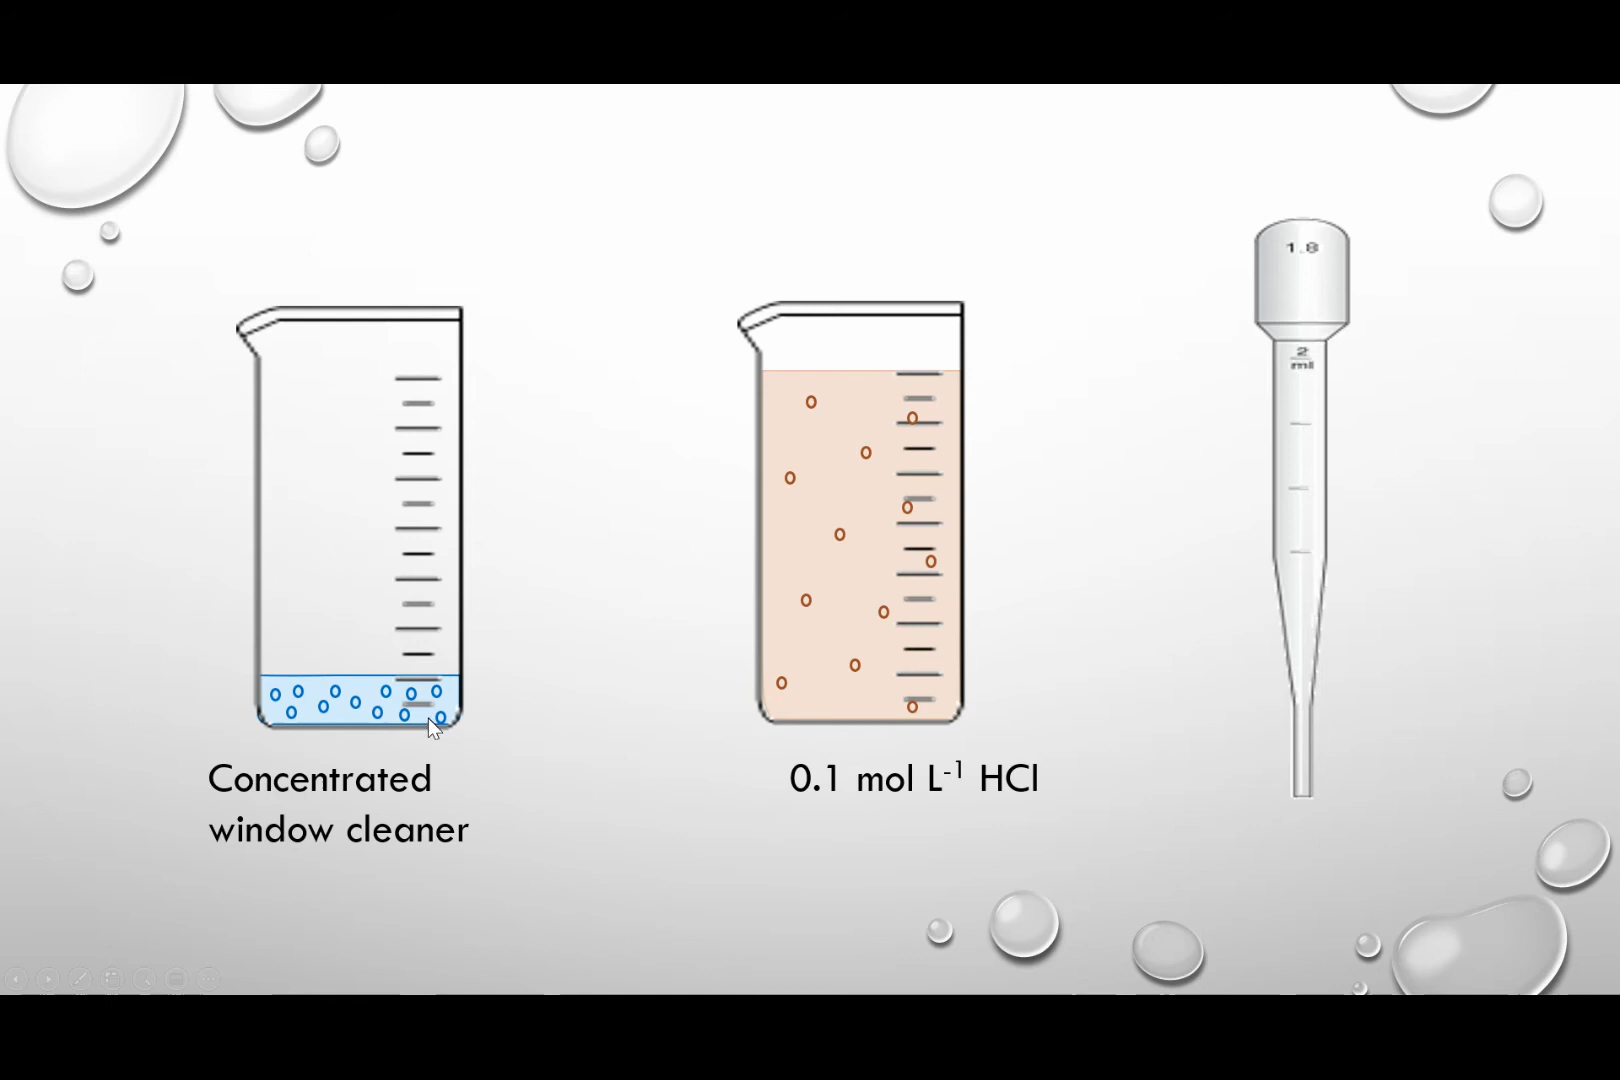 1.8
2
ml
Concentrated
window cleaner
0.1 mol L-1 HCl